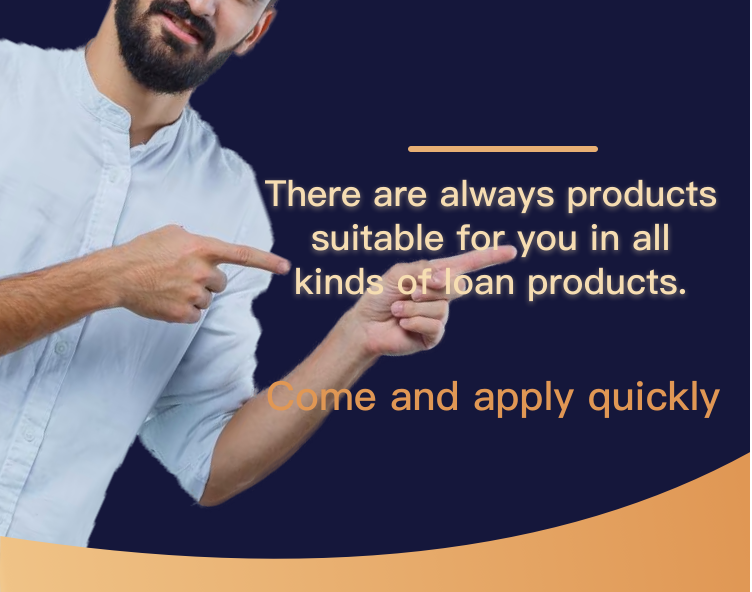 There are always products
suitable for you in all
kinds of loan products.
Come and apply quickly